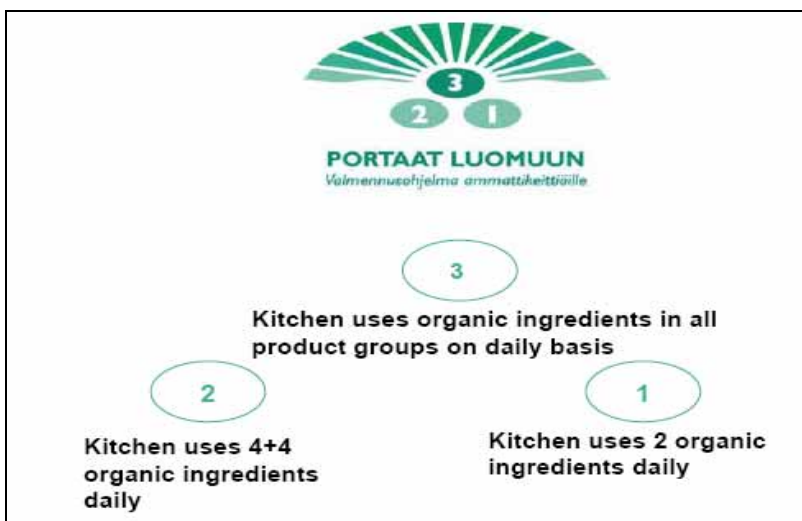 3
2 1
PORTAAT LUOMUUN
Valmennusohjelma ammattikeittiöille
3
Kitchen uses organic ingredients in all
product groups on daily basis
2
Kitchen uses 4+4
organic ingredients
daily
1
Kitchen uses 2 organic
ingredients daily